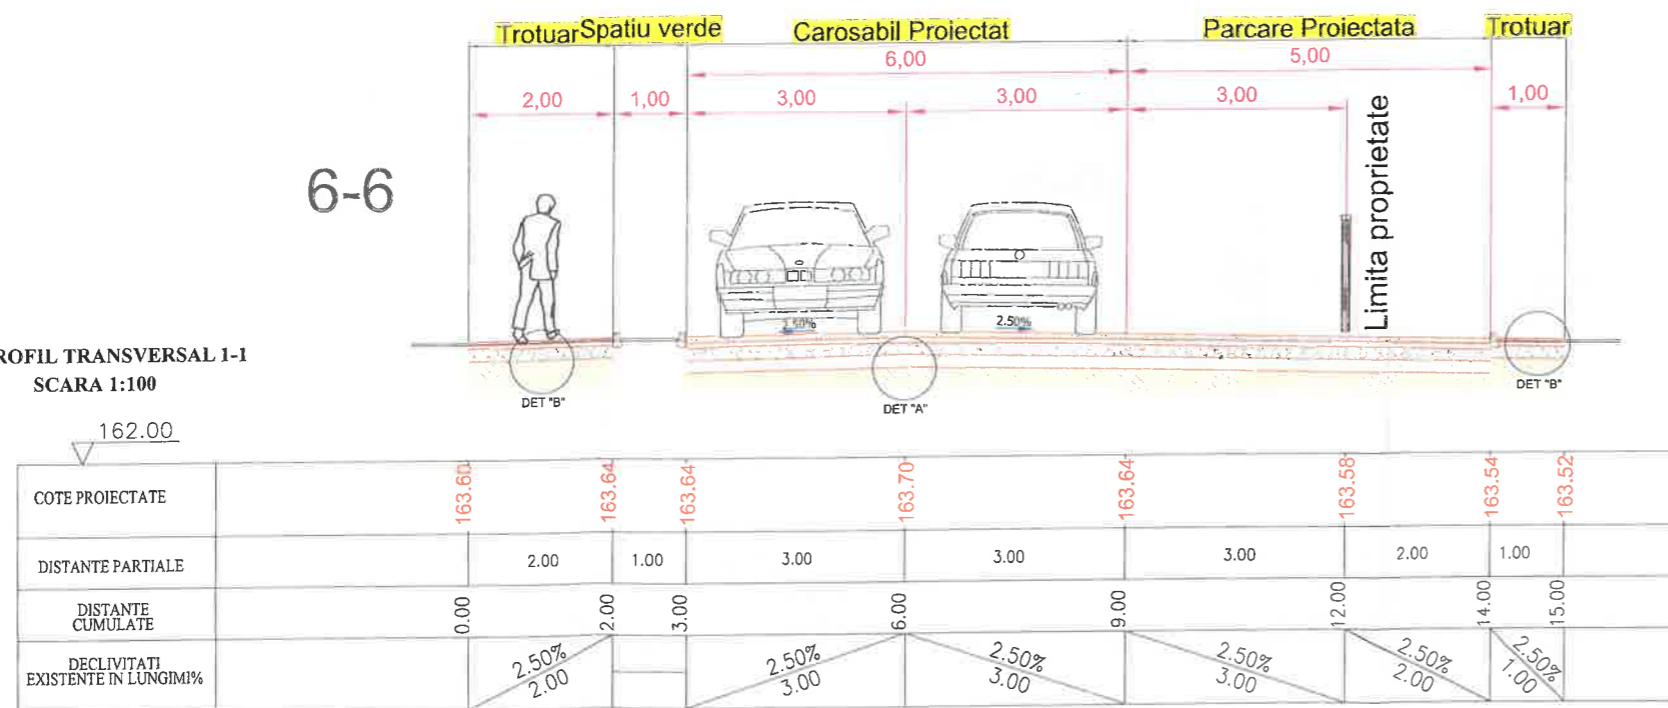 Trotuar Spatiu verde Carosabil Proiectat Parcare Proiectata Trotuar
6,00 5,00
2,00 1,00 3,00 3,00 3,00 1,00
Limita proprietate
6-6
2.50% 2.50%
ROFIL TRANSVERSAL 1-1
SCARA 1:100
DET "B" DET "A" DET "B"
162.00
COTE PROIECTATE 163.60 163.64 163.64 163.70 163.64 163.58 163.54 163.52
DISTANTE PARTIALE 2.00 1.00 3.00 3.00 3.00 2.00 1.00
DISTANTE
CUMULATE 0.00 2.00 3.00 6.00 9.00 12.00 14.00 15.00
DECLIVITATI
EXISTENTE IN LUNGIMI%
2.50% 2.50% 2.50% 2.50% 2.50% 2.50%
2.00 3.00 3.00 3.00 2.00 1.00